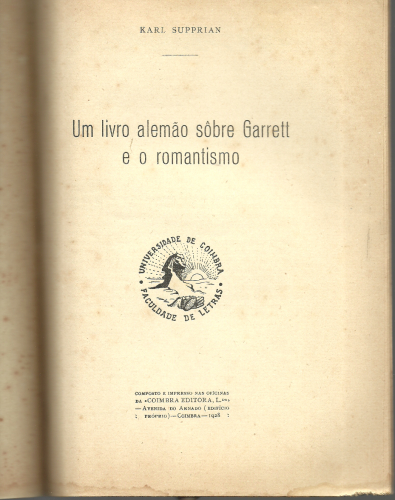 KARL SUPPRIAN
Um livro alemão sôbre Garrett
e o romantismo
• UNIVERSIDADE DE COIMBRA •
FACULDADE DE LETRAS
COMPOSTO E IMPRESSO NAS OFICINAS
DA «COIMBRA EDITORA, L.DA»
—AVENIDA DO ARNADO (EDIFÍCIO
: PRÓPRIO)—COIMBRA—1928 :